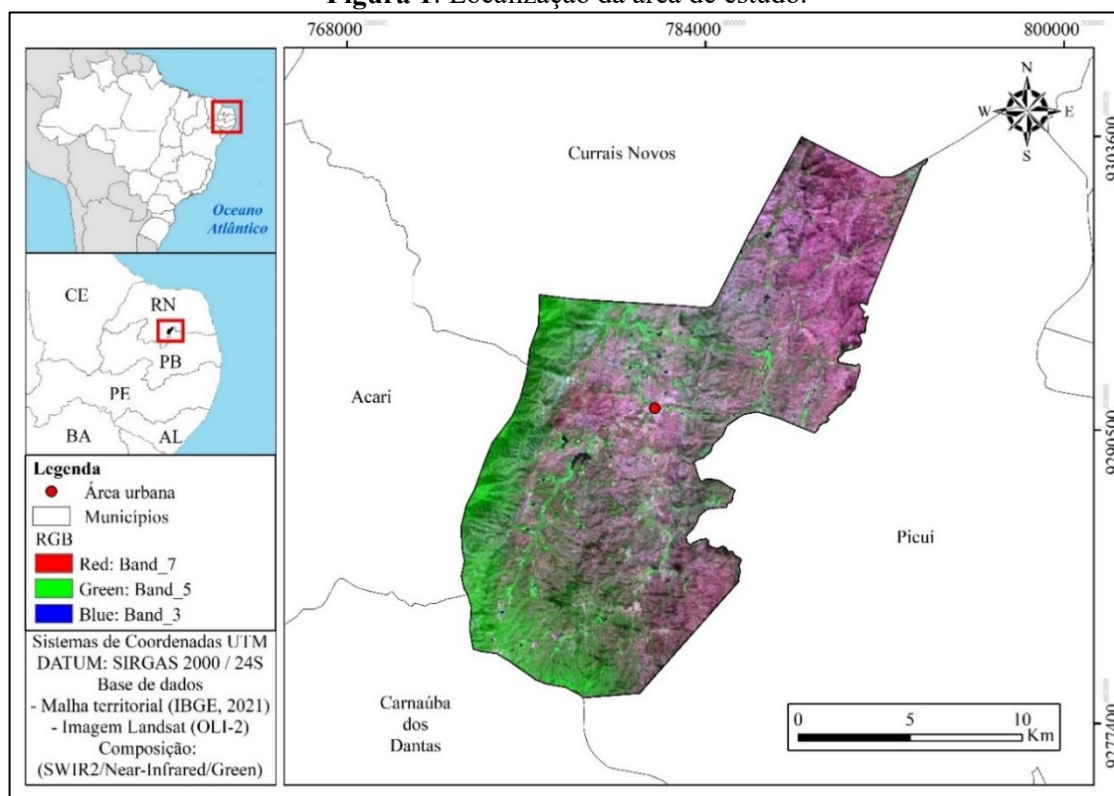 Figura 1. Localização da área de estudo.
768000
784000
800000
Oceano
Atlântico
CE
RN
PB
PE
BA
AL
Legenda
Área urbana
Municípios
RGB
Red: Band_7
Green: Band_5
Blue: Band_3
Sistemas de Coordenadas UTM
DATUM: SIRGAS 2000 / 24S
Base de dados
- Malha territorial (IBGE, 2021)
- Imagem Landsat (OLI-2)
Composição:
(SWIR2/Near-Infrared/Green)
Currais Novos
Acari
Picuí
Carnaúba
dos
Dantas
N
W
E
S
9303600
9290500
9277400
0
5
10
Km